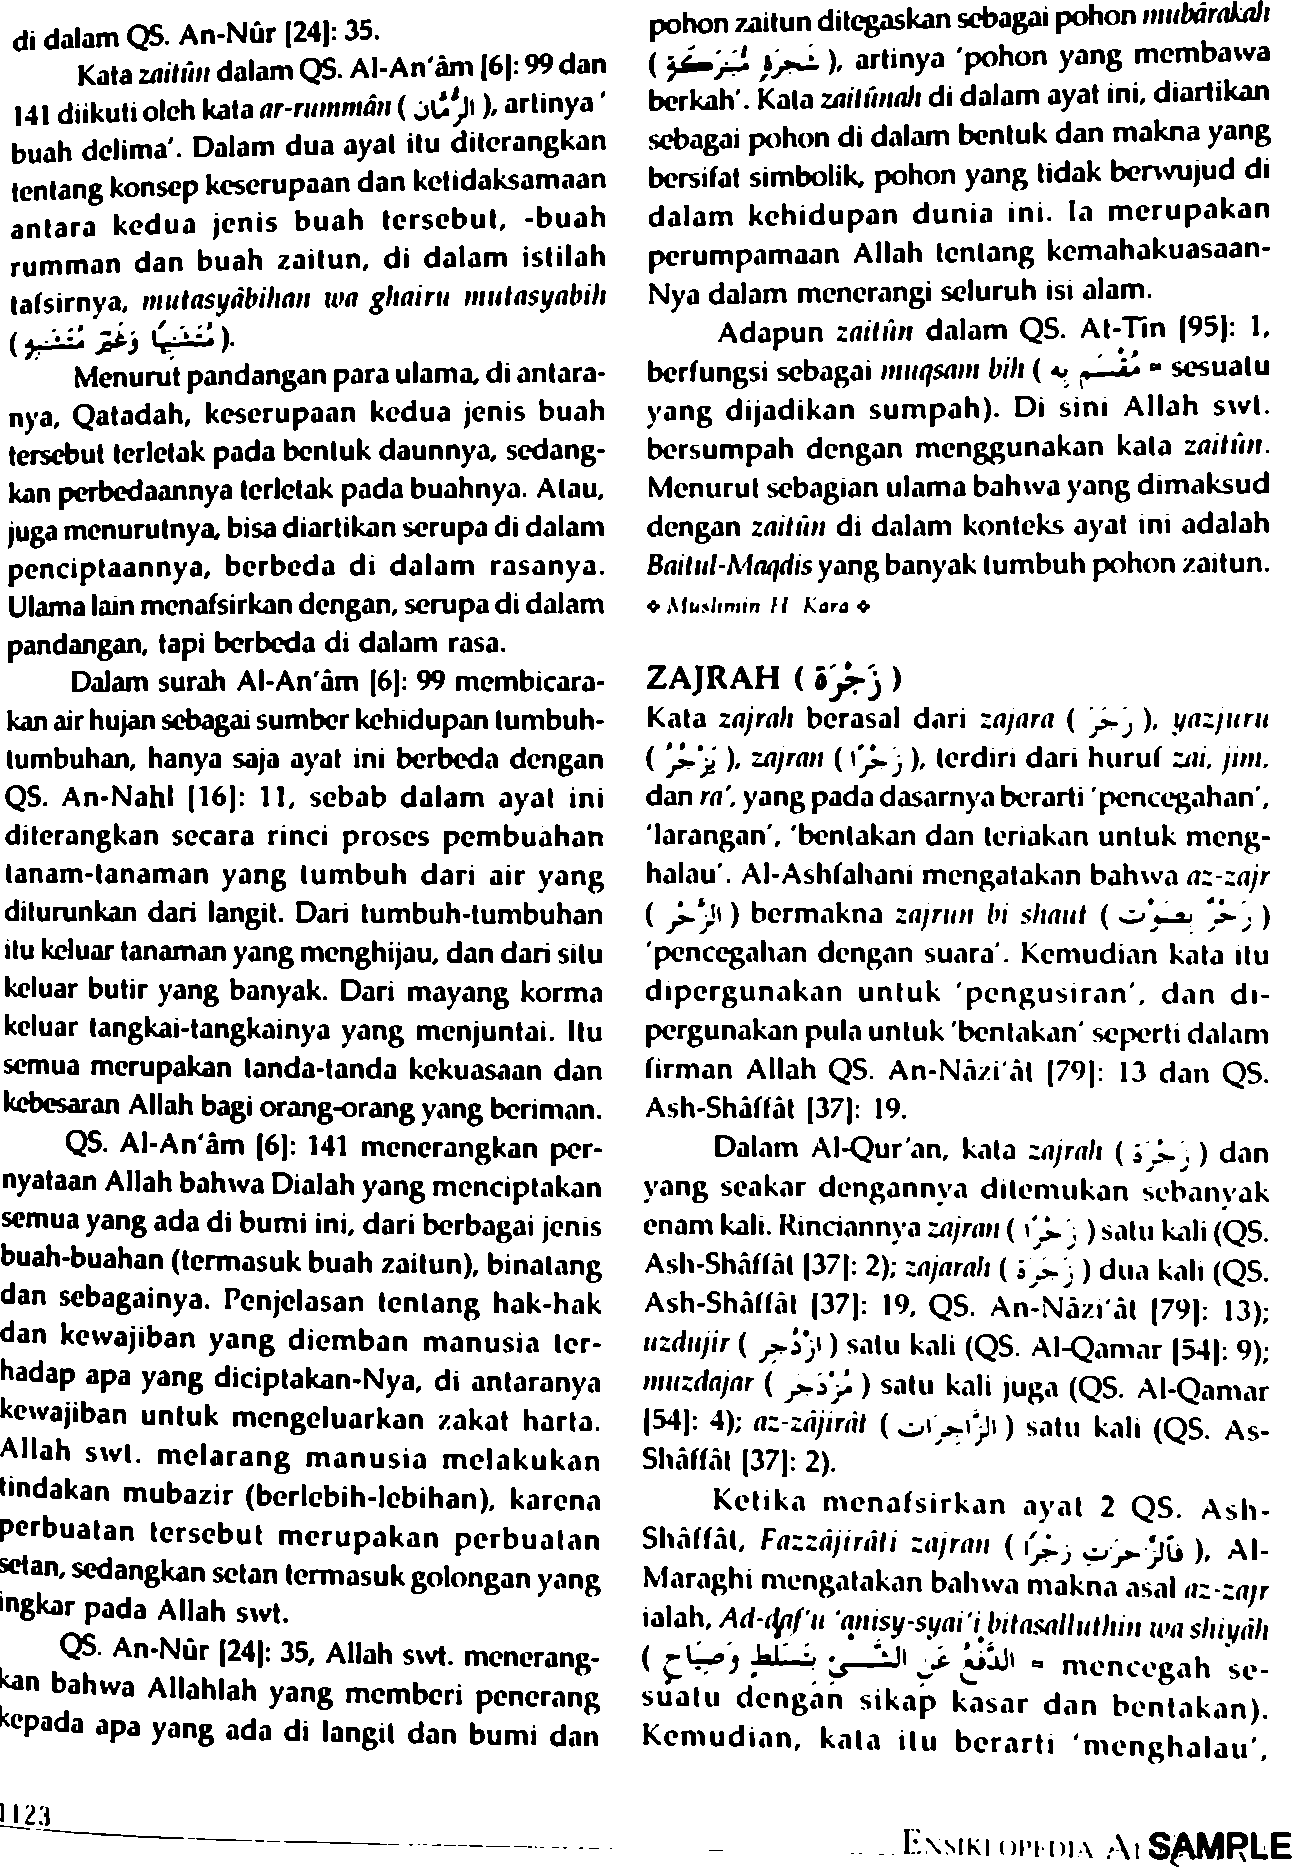 di dalam QS. An-Nûr [24]: 35.
Kata zaitûn dalam QS. Al-An'âm [6]: 99 dan
141 diikuti oleh kata ar-rummân ( الرُّمَّان ), artinya '
buah delima'. Dalam dua ayat itu diterangkan
tentang konsep keserupaan dan ketidaksamaan
antara kedua jenis buah tersebut, -buah
rumman dan buah zaitun, di dalam istilah
tafsirnya, mutasyâbihan wa ghairu mutasyabih
( مُتَشَٰبِهًا وَغَيْرَ مُتَشَٰبِهٍ ).
Menurut pandangan para ulama, di antara-
nya, Qatadah, keserupaan kedua jenis buah
tersebut terletak pada bentuk daunnya, sedang-
kan perbedaannya terletak pada buahnya. Atau,
juga menurutnya, bisa diartikan serupa di dalam
penciptaannya, berbeda di dalam rasanya.
Ulama lain menafsirkan dengan, serupa di dalam
pandangan, tapi berbeda di dalam rasa.
Dalam surah Al-An'âm [6]: 99 membicara-
kan air hujan sebagai sumber kehidupan tumbuh-
tumbuhan, hanya saja ayat ini berbeda dengan
QS. An-Nahl [16]: 11, sebab dalam ayat ini
diterangkan secara rinci proses pembuahan
tanam-tanaman yang tumbuh dari air yang
diturunkan dari langit. Dari tumbuh-tumbuhan
itu keluar tanaman yang menghijau, dan dari situ
keluar butir yang banyak. Dari mayang korma
keluar tangkai-tangkainya yang menjuntai. Itu
semua merupakan tanda-tanda kekuasaan dan
kebesaran Allah bagi orang-orang yang beriman.
QS. Al-An'âm [6]: 141 menerangkan per-
nyataan Allah bahwa Dialah yang menciptakan
semua yang ada di bumi ini, dari berbagai jenis
buah-buahan (termasuk buah zaitun), binatang
dan sebagainya. Penjelasan tentang hak-hak
dan kewajiban yang diemban manusia ter-
hadap apa yang diciptakan-Nya, di antaranya
kewajiban untuk mengeluarkan zakat harta.
Allah swt. melarang manusia melakukan
tindakan mubazir (berlebih-lebihan), karena
perbuatan tersebut merupakan perbuatan
setan, sedangkan setan termasuk golongan yang
ingkar pada Allah swt.
QS. An-Nûr [24]: 35, Allah swt. menerang-
kan bahwa Allahlah yang memberi penerang
kepada apa yang ada di langit dan bumi dan
pohon zaitun ditegaskan sebagai pohon mubârakah
( شَجَرَةٍ مُّبَٰرَكَةٍ ), artinya 'pohon yang membawa
berkah'. Kata zaitûnah di dalam ayat ini, diartikan
sebagai pohon di dalam bentuk dan makna yang
bersifat simbolik, pohon yang tidak berwujud di
dalam kehidupan dunia ini. Ia merupakan
perumpamaan Allah tentang kemahakuasaan-
Nya dalam menerangi seluruh isi alam.
Adapun zaitûn dalam QS. At-Tîn [95]: 1,
berfungsi sebagai muqsam bih ( مُقْسَم بِه = sesuatu
yang dijadikan sumpah). Di sini Allah swt.
bersumpah dengan menggunakan kata zaitûn.
Menurut sebagian ulama bahwa yang dimaksud
dengan zaitûn di dalam konteks ayat ini adalah
Baitul-Maqdis yang banyak tumbuh pohon zaitun.
❖ Muslimin H. Kara ❖
ZAJRAH ( زَجْرَة )
Kata zajrah berasal dari zajara ( زَجَرَ ), yazjuru
( يَزْجُرُ ), zajran ( زَجْرًا ), terdiri dari huruf zai, jim,
dan ra', yang pada dasarnya berarti 'pencegahan',
'larangan', 'bentakan dan teriakan untuk meng-
halau'. Al-Ashfahani mengatakan bahwa az-zajr
( الزَّجْر ) bermakna zajrun bi shaut ( زَجْرٌ بِصَوْت )
'pencegahan dengan suara'. Kemudian kata itu
dipergunakan untuk 'pengusiran', dan di-
pergunakan pula untuk 'bentakan' seperti dalam
firman Allah QS. An-Nâzi'ât [79]: 13 dan QS.
Ash-Shâffât [37]: 19.
Dalam Al-Qur'an, kata zajrah ( زَجْرَة ) dan
yang seakar dengannya ditemukan sebanyak
enam kali. Rinciannya zajran ( زَجْرًا ) satu kali (QS.
Ash-Shâffât [37]: 2); zajarah ( زَجْرَة ) dua kali (QS.
Ash-Shâffât [37]: 19, QS. An-Nâzi'ât [79]: 13);
uzdujir ( ازْدُجِر ) satu kali (QS. Al-Qamar [54]: 9);
muzdajar ( مُزْدَجَر ) satu kali juga (QS. Al-Qamar
[54]: 4); az-zâjirât ( الزَّاجِرَات ) satu kali (QS. As-
Shâffât [37]: 2).
Ketika menafsirkan ayat 2 QS. Ash-
Shâffât, Fazzâjirâti zajran ( فَالزَّٰجِرَٰتِ زَجْرًا ), Al-
Maraghi mengatakan bahwa makna asal az-zajr
ialah, Ad-daf'u 'anisy-syai'i bitasalluthin wa shiyâh
( الدَّفْعُ عَنِ الشَّيْءِ بِتَسَلُّطٍ وَصِيَاحٍ = mencegah se-
suatu dengan sikap kasar dan bentakan).
Kemudian, kata itu berarti 'menghalau',
1123
SAMPLE